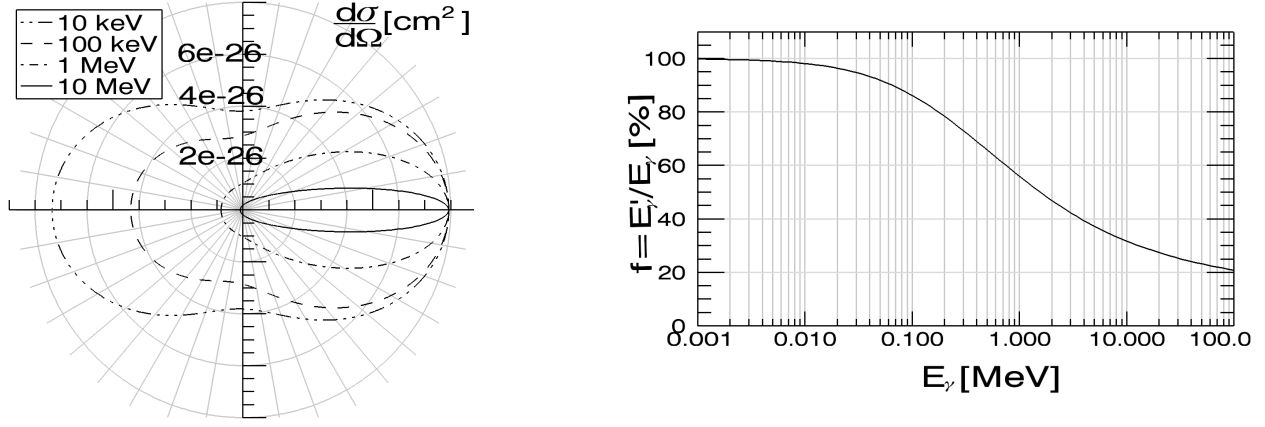 10 keV
100 keV
1 MeV
10 MeV
dσ
dΩ [cm²]
6e-26
4e-26
2e-26
f=E'γ/Eγ [%]
100
80
60
40
20
0
0.001 0.010 0.100 1.000 10.000 100.0
Eγ [MeV]